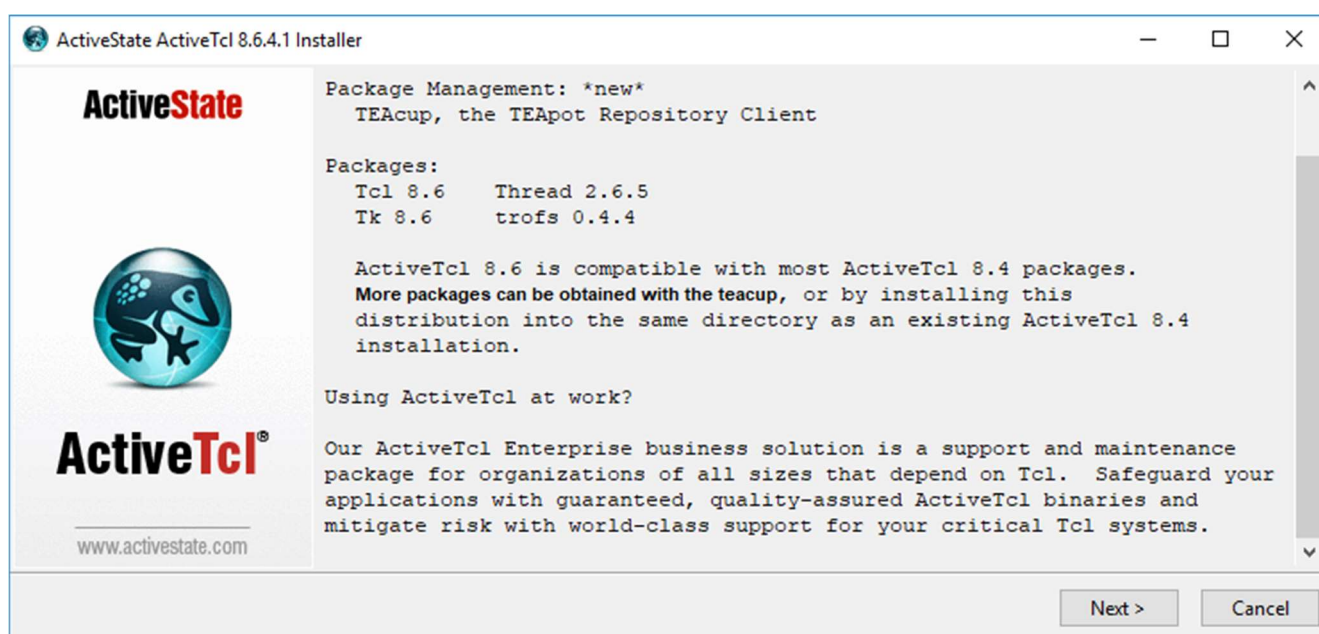 ActiveState ActiveTcl 8.6.4.1 Installer
ActiveState
ActiveTcl®
www.activestate.com
Package Management: *new*
TEAcup, the TEApot Repository Client
Packages:
Tcl 8.6 Thread 2.6.5
Tk 8.6 trofs 0.4.4
ActiveTcl 8.6 is compatible with most ActiveTcl 8.4 packages.
More packages can be obtained with the teacup, or by installing this
distribution into the same directory as an existing ActiveTcl 8.4
installation.
Using ActiveTcl at work?
Our ActiveTcl Enterprise business solution is a support and maintenance
package for organizations of all sizes that depend on Tcl. Safeguard your
applications with guaranteed, quality-assured ActiveTcl binaries and
mitigate risk with world-class support for your critical Tcl systems.
Next >
Cancel